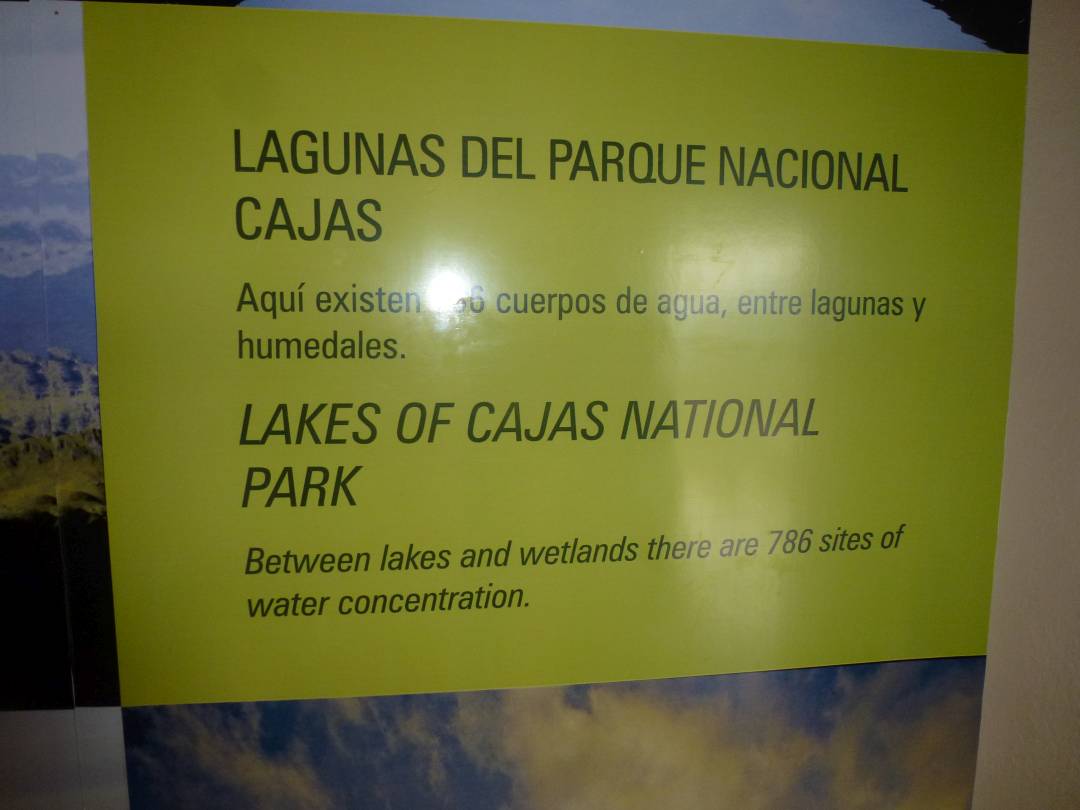 LAGUNAS DEL PARQUE NACIONAL
CAJAS
Aquí existen cuerpos de agua, entre lagunas y
humedales.
LAKES OF CAJAS NATIONAL
PARK
Between lakes and wetlands there are 786 sites of
water concentration.